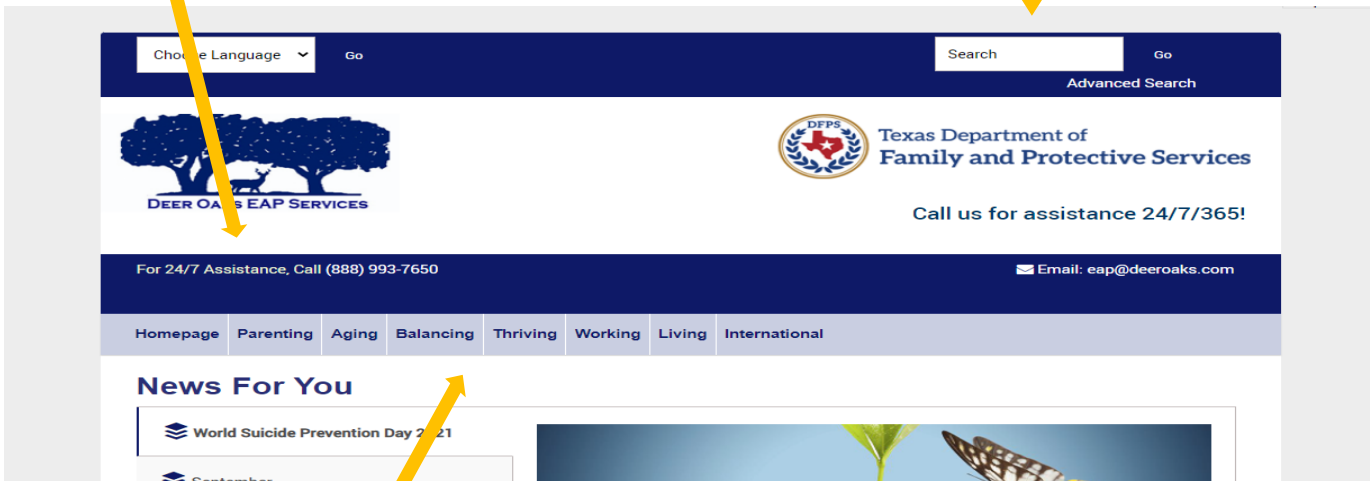 Choose Language Go
Search Go
Advanced Search
DFPS
Texas Department of
Family and Protective Services
DEER OAKS EAP SERVICES
Call us for assistance 24/7/365!
For 24/7 Assistance, Call (888) 993-7650
Email: eap@deeroaks.com
Homepage Parenting Aging Balancing Thriving Working Living International
News For You
World Suicide Prevention Day 2021
September